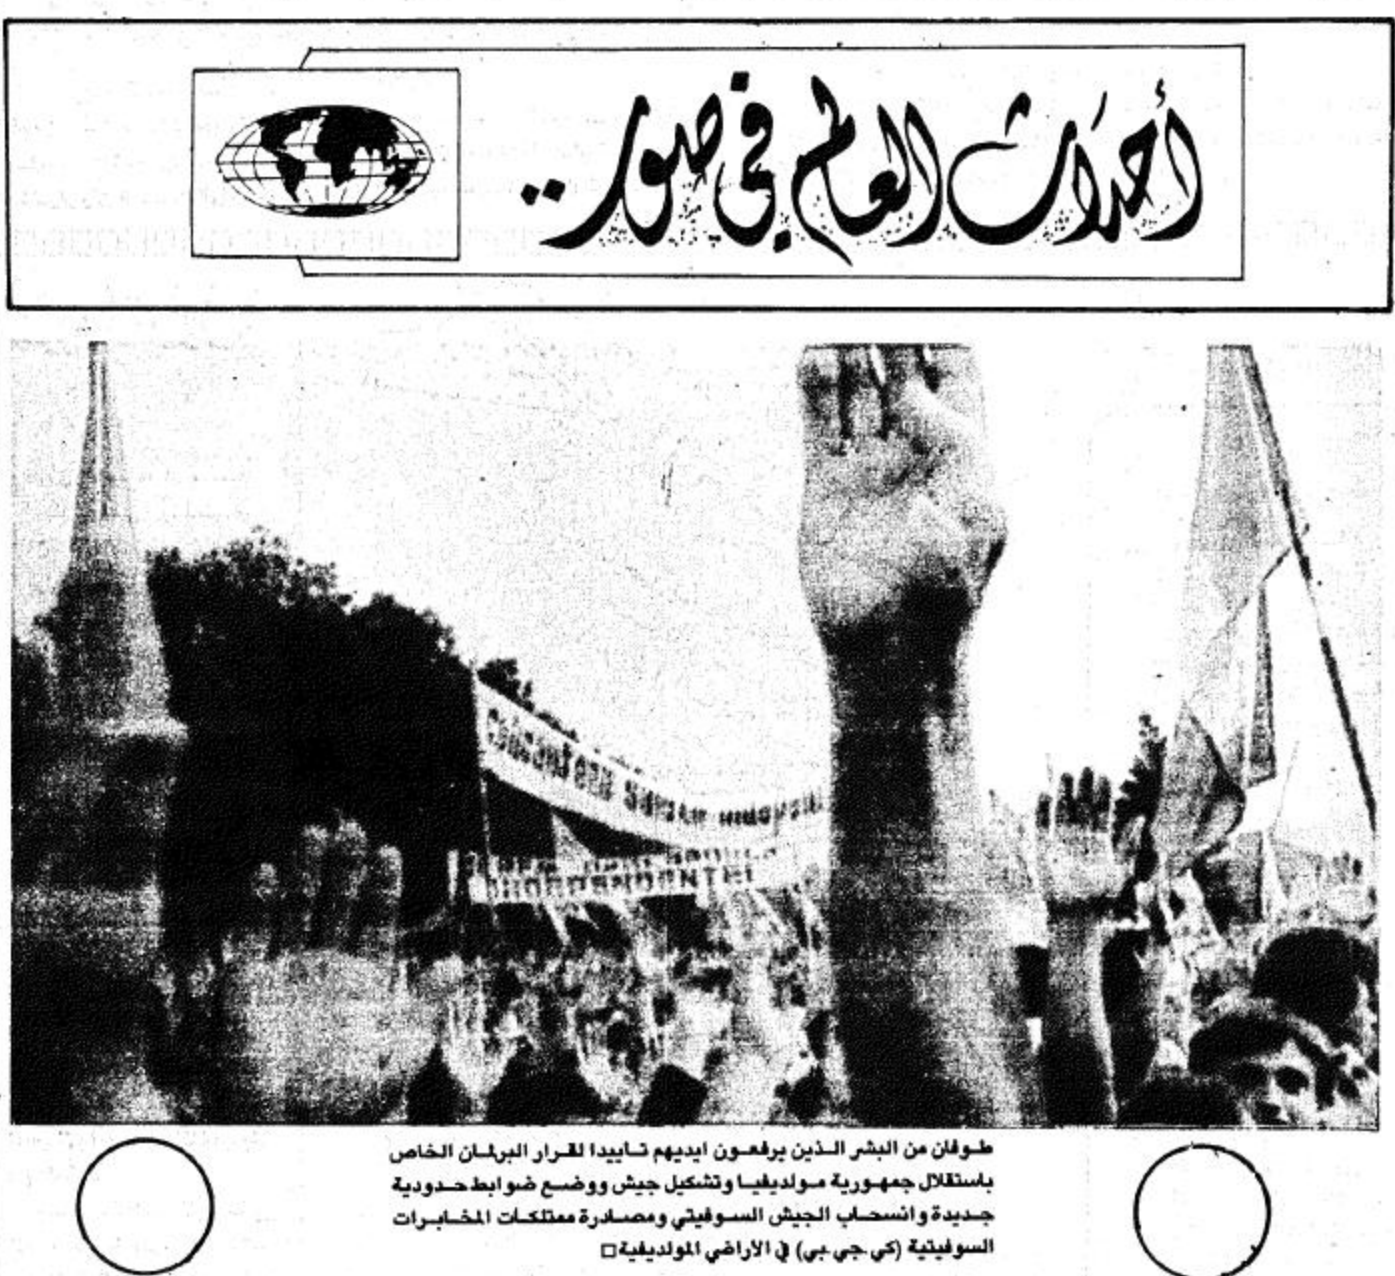 أحداث العالم في صور ..
طوفان من البشر الذين يرفعون ايديهم تأييدا لقرار البرلمان الخاص
باستقلال جمهورية مولديفيا وتشكيل جيش ووضع ضوابط حدودية
جديدة وانسحاب الجيش السوفيتي ومصادرة ممتلكات المخابرات
السوفيتية (كي.جي.بي) في الأراضي المولديفية□